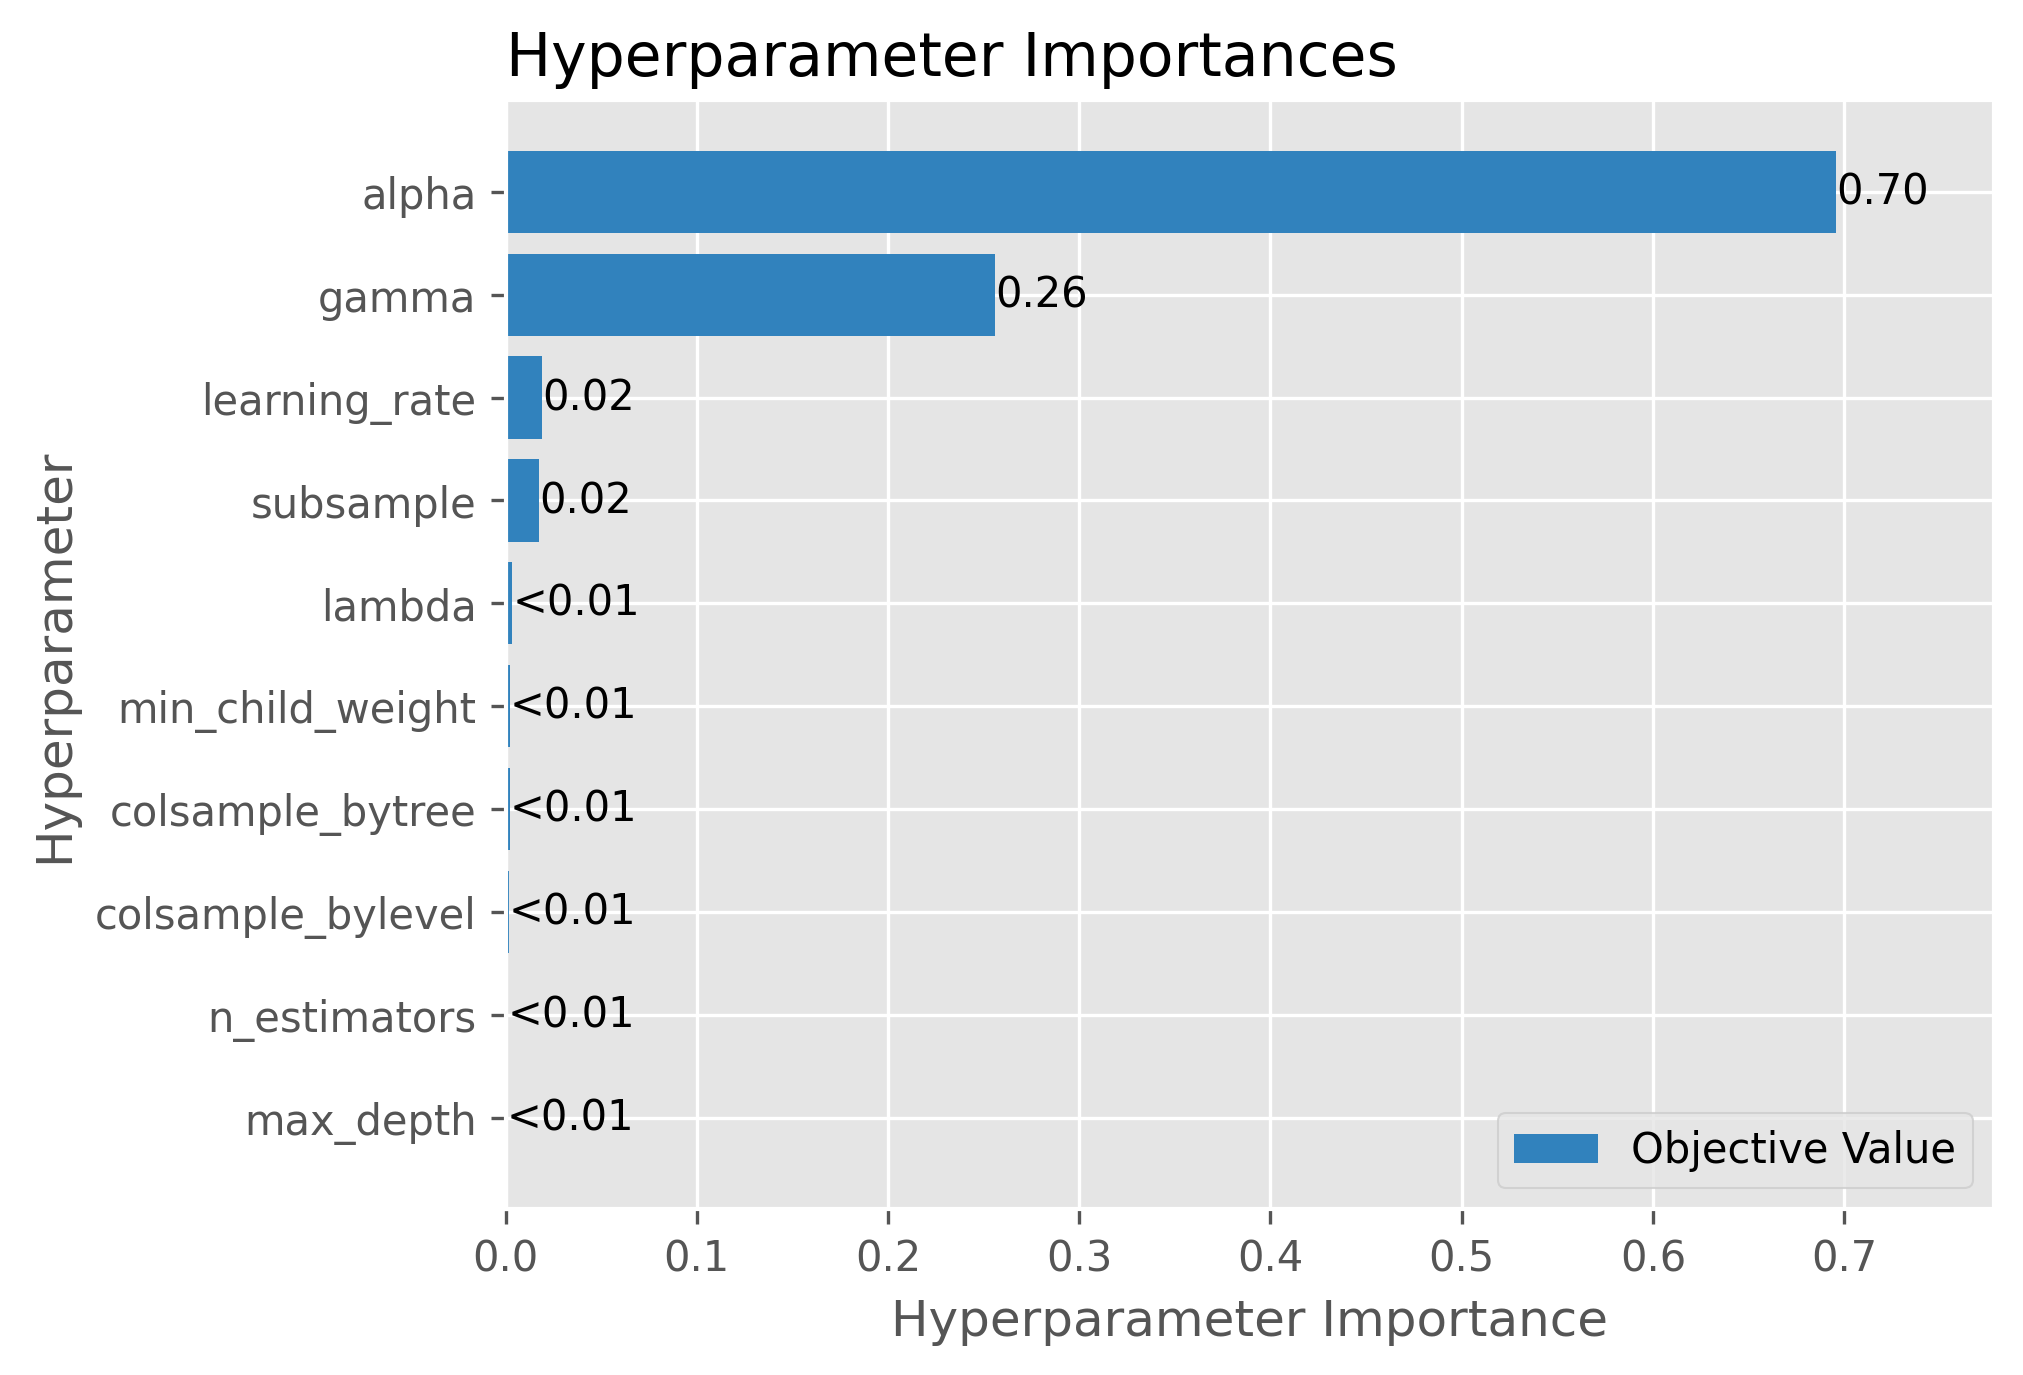 Hyperparameter Importances
alpha 0.70
gamma 0.26
learning_rate 0.02
subsample 0.02
lambda <0.01
min_child_weight <0.01
colsample_bytree <0.01
colsample_bylevel <0.01
n_estimators <0.01
max_depth <0.01
Hyperparameter
Objective Value
0.0 0.1 0.2 0.3 0.4 0.5 0.6 0.7
Hyperparameter Importance